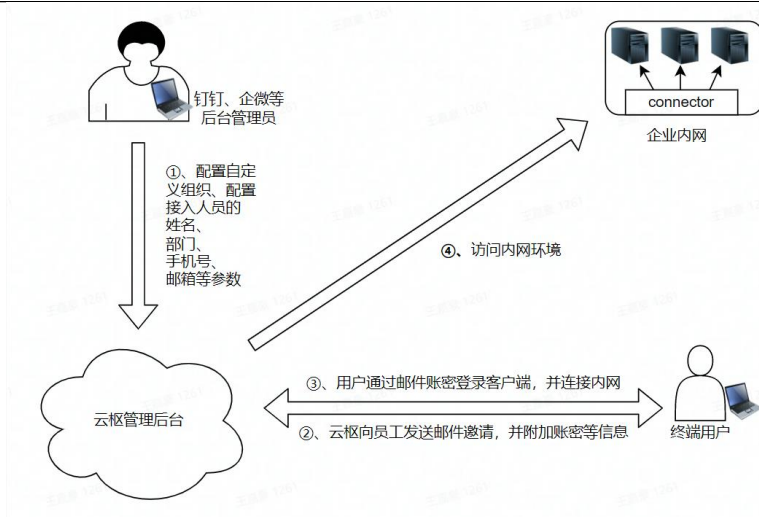 钉钉、企微等
后台管理员
connector
企业内网
①、配置自定
义组织、配置
接入人员的
姓名、
部门、
手机号、
邮箱等参数
④、访问内网环境
③、用户通过邮件账密登录客户端，并连接内网
云枢管理后台
②、云枢向员工发送邮件邀请，并附加账密等信息
终端用户